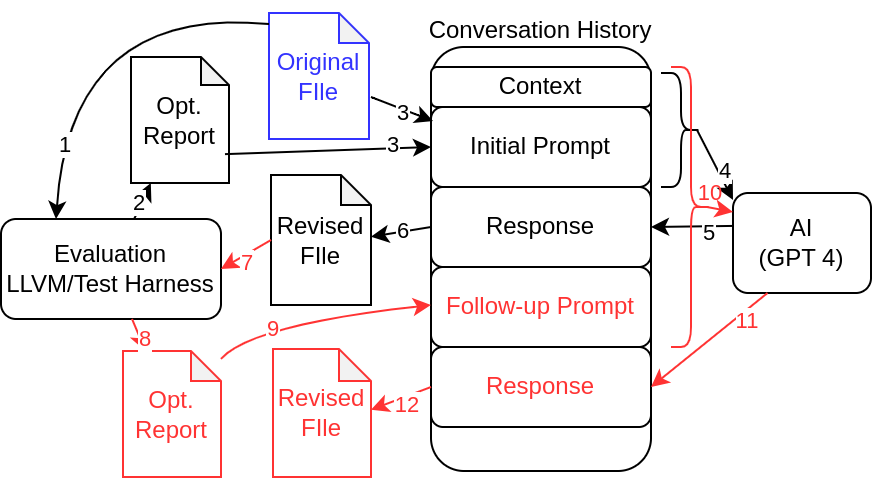 Conversation History
Original
FIle
Context
Opt.
Report
1
3
3
Initial Prompt
4
10
2
Revised
FIle
6
Response
5
AI
(GPT 4)
Evaluation
LLVM/Test Harness
7
Follow-up Prompt
8
9
11
Opt.
Report
Revised
FIle
12
Response